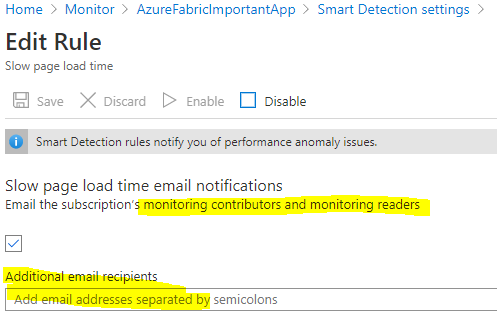 Home > Monitor > AzureFabricImportantApp > Smart Detection settings >
Edit Rule
Slow page load time
Save Discard Enable Disable
Smart Detection rules notify you of performance anomaly issues.
Slow page load time email notifications
Email the subscription's monitoring contributors and monitoring readers
Additional email recipients
Add email addresses separated by semicolons